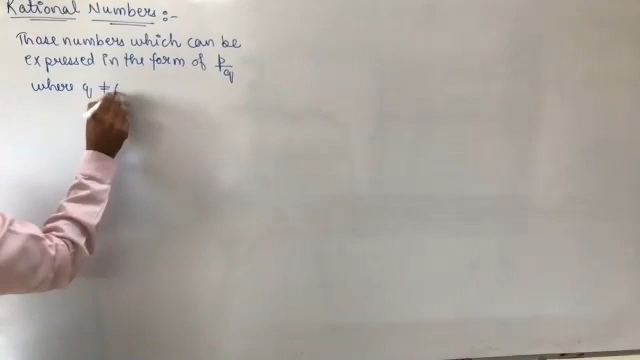 Rational Numbers :-
Those numbers which can be
expressed in the form of p/q
where q ≠